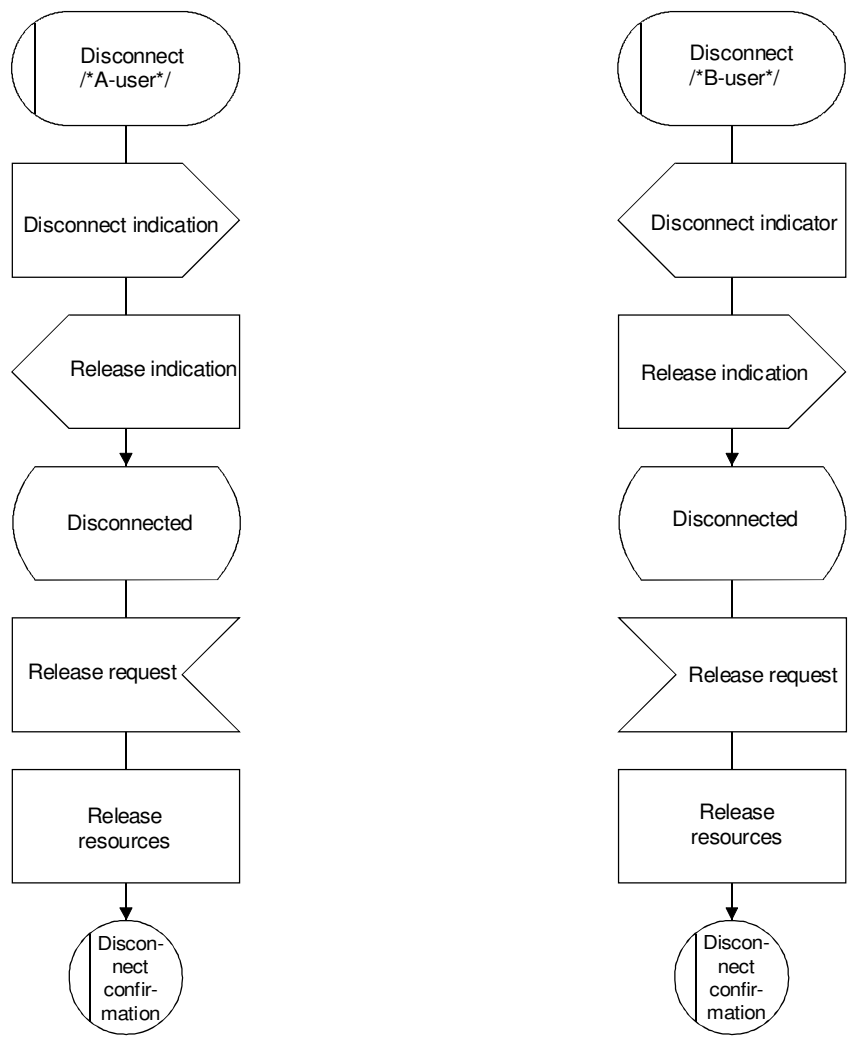 Disconnect
/*A-user*/
Disconnect indication
Release indication
Disconnected
Release request
Release
resources
Discon-
nect
confir-
mation
Disconnect
/*B-user*/
Disconnect indicator
Release indication
Disconnected
Release request
Release
resources
Discon-
nect
confir-
mation